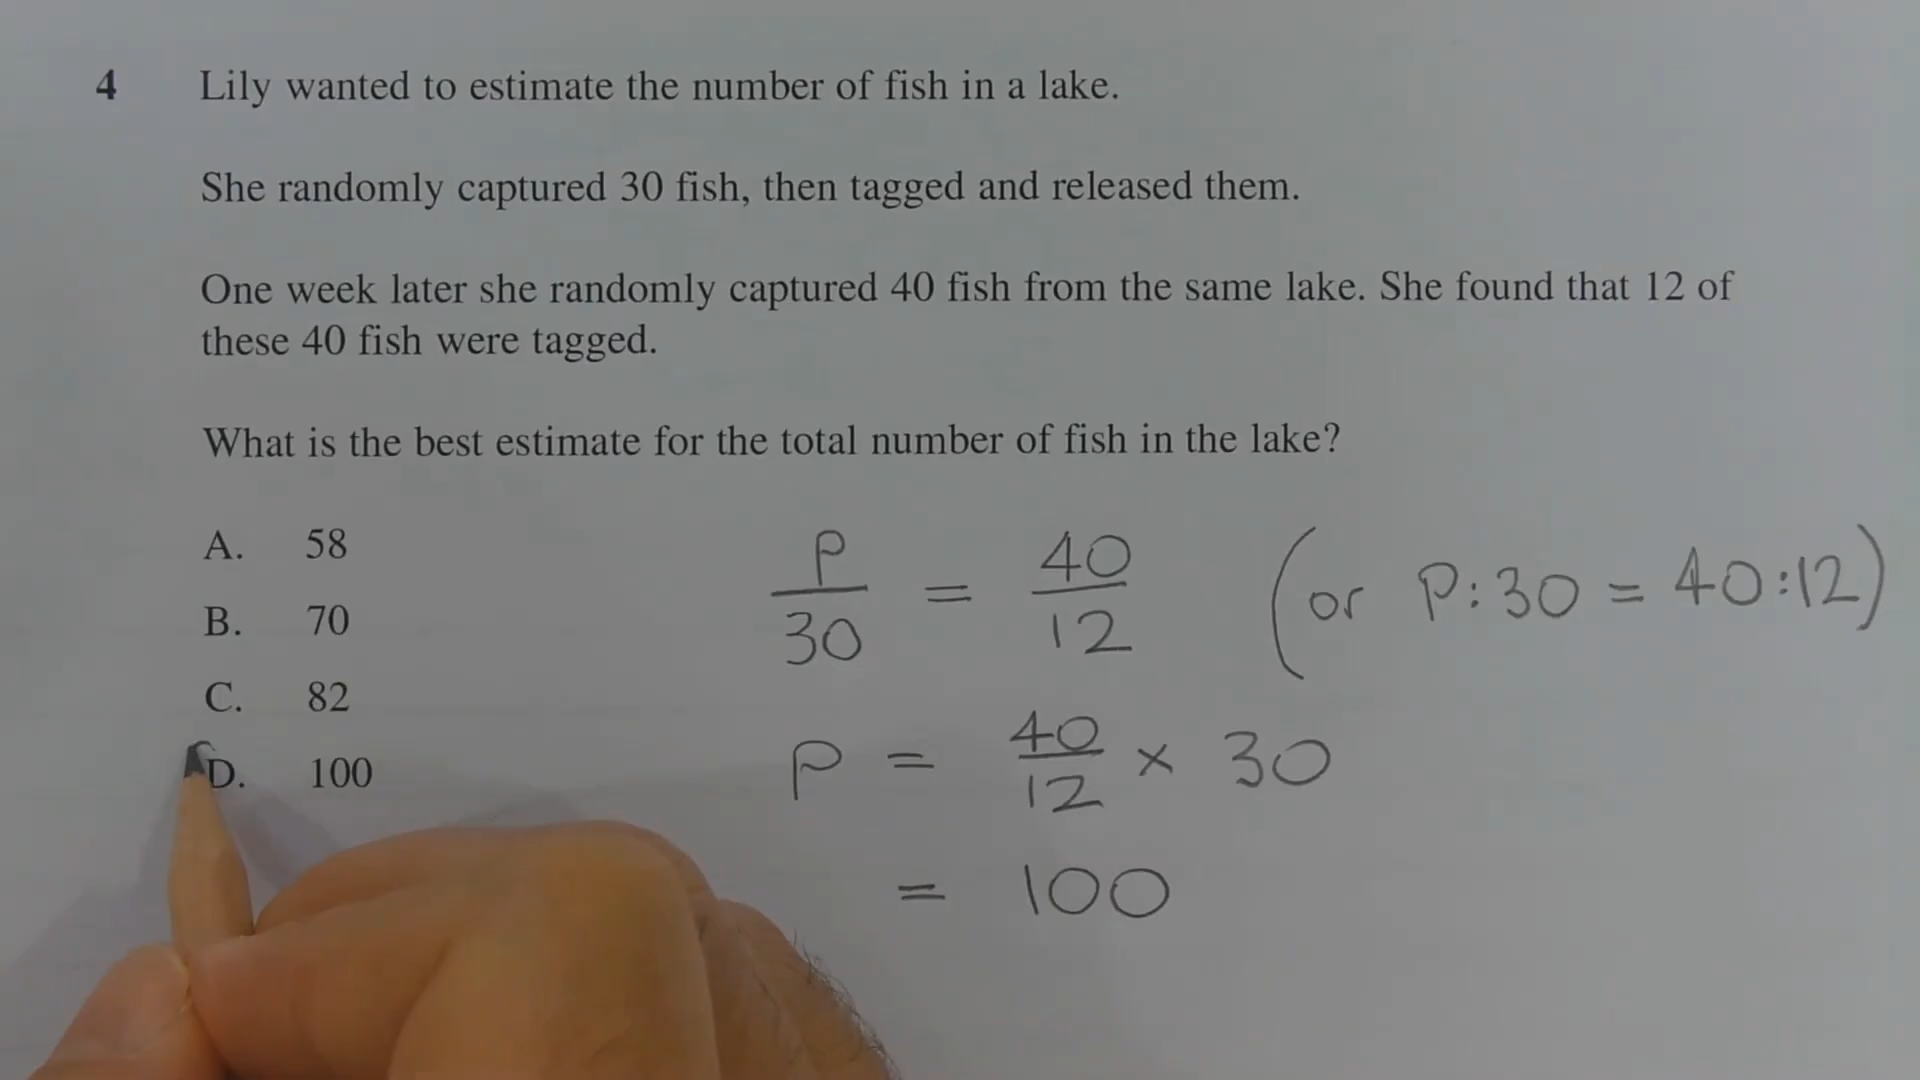 4 Lily wanted to estimate the number of fish in a lake.
She randomly captured 30 fish, then tagged and released them.
One week later she randomly captured 40 fish from the same lake. She found that 12 of
these 40 fish were tagged.
What is the best estimate for the total number of fish in the lake?
A. 58
B. 70
C. 82
D. 100
P/30 = 40/12 (or P:30 = 40:12)
P = 40/12 × 30
= 100